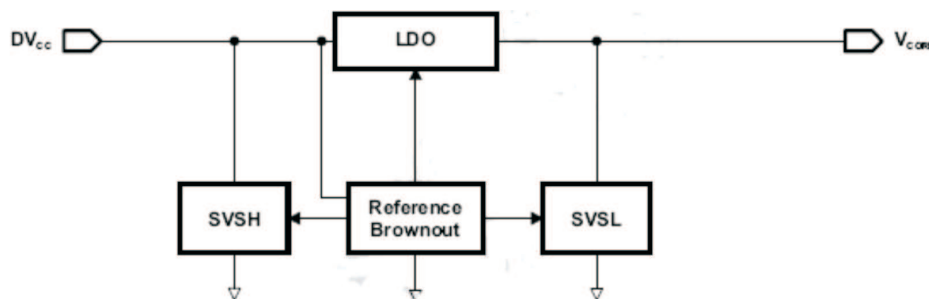 DVcc
LDO
VCORE
SVSH
Reference
Brownout
SVSL